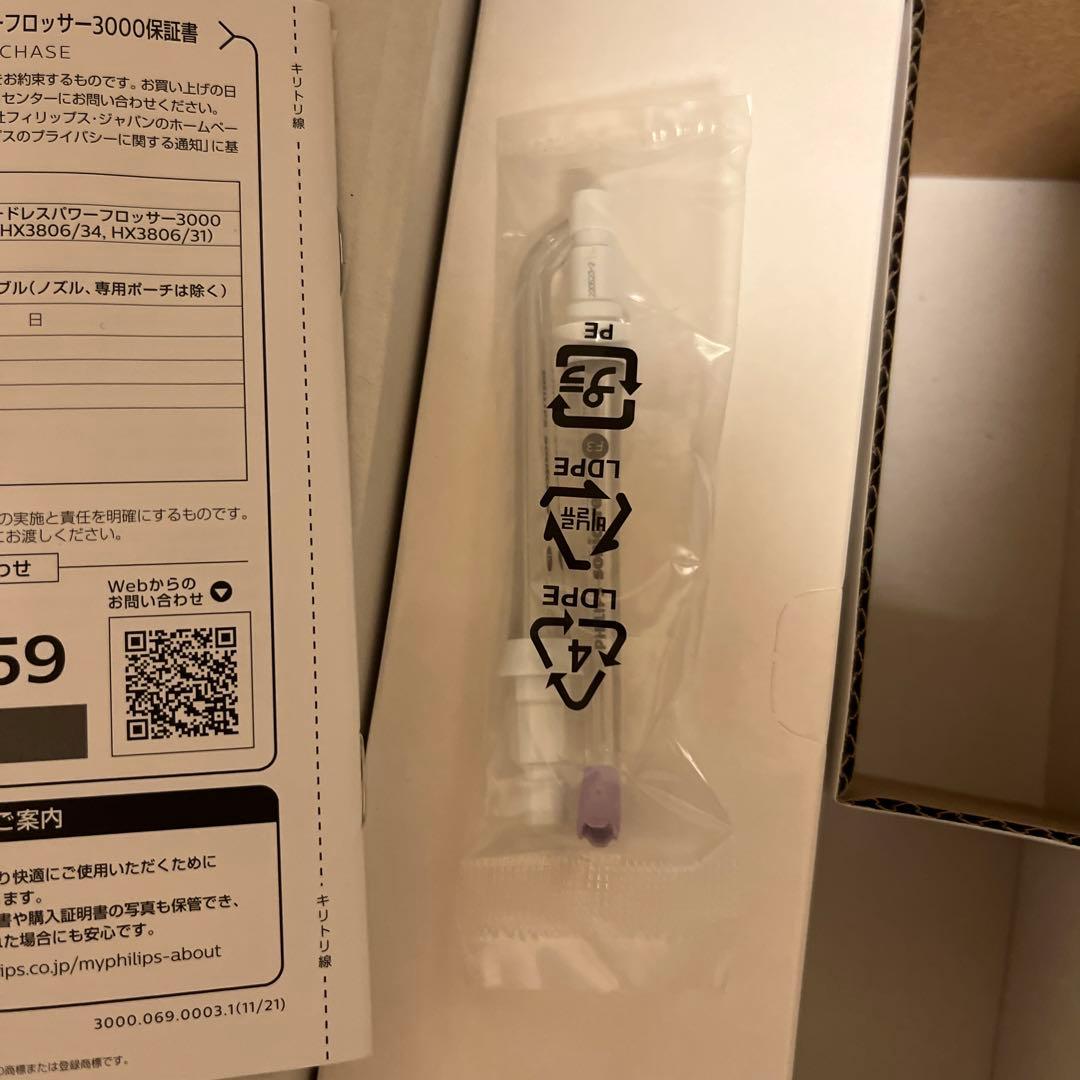 ーフロッサー3000保証書
CHASE
をお約束するものです。お買い上げの日
センターにお問い合わせください。
社フィリップス・ジャパンのホームペー
プスのプライバシーに関する通知」に基
キリトリ線
ードレスパワーフロッサー3000
HX3806/34, HX3806/31)
ブル(ノズル、専用ポーチは除く)
日
の実施と責任を明確にするものです。
にお渡しください。
わせ
Webからの
お問い合わせ
59
ご案内
り快適にご使用いただくために
ます。
書や購入証明書の写真も保管でき、
れた場合にも安心です。
ips.co.jp/myphilips-about
キリトリ線
3000.069.0003.1(11/21)
の商標または登録商標です。
PE
プラ
F3
LDPE
비닐류
LDPE
4
PHILIPS